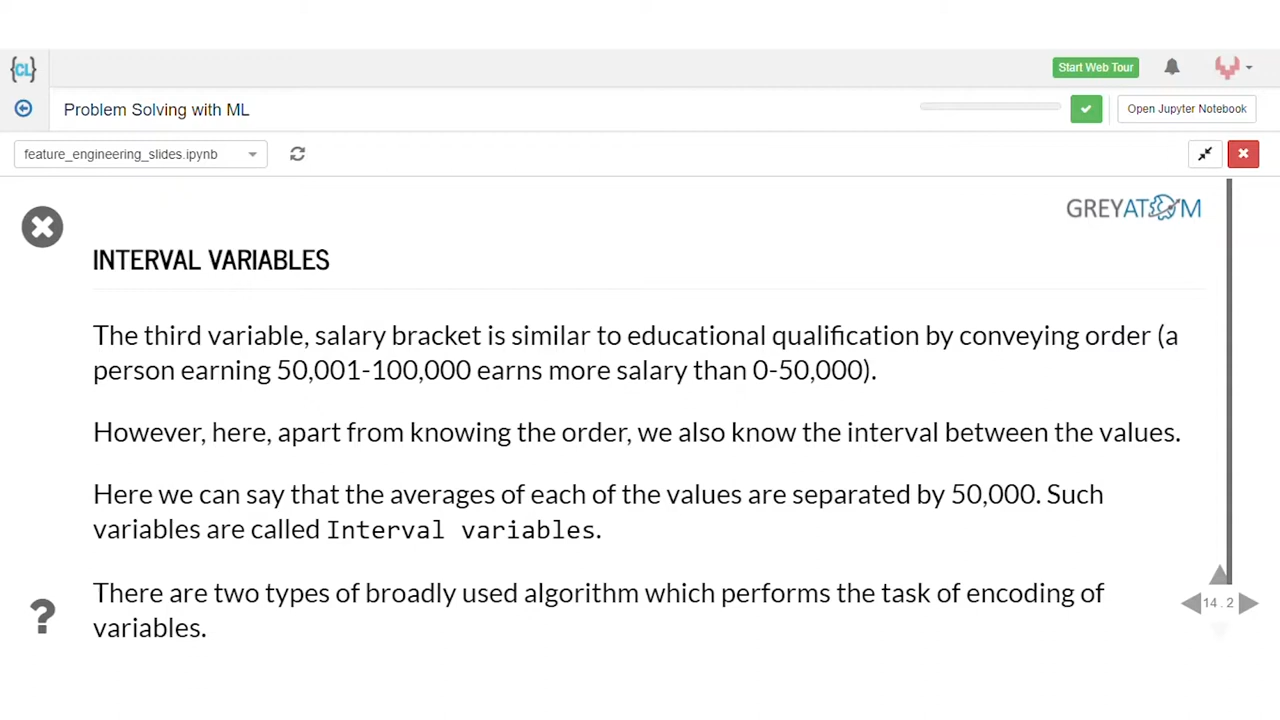 {CL}
Start Web Tour
Problem Solving with ML
Open Jupyter Notebook
feature_engineering_slides.ipynb
GREYATOM
INTERVAL VARIABLES
The third variable, salary bracket is similar to educational qualification by conveying order (a
person earning 50,001-100,000 earns more salary than 0-50,000).
However, here, apart from knowing the order, we also know the interval between the values.
Here we can say that the averages of each of the values are separated by 50,000. Such
variables are called Interval variables.
There are two types of broadly used algorithm which performs the task of encoding of
variables.
?
14.2